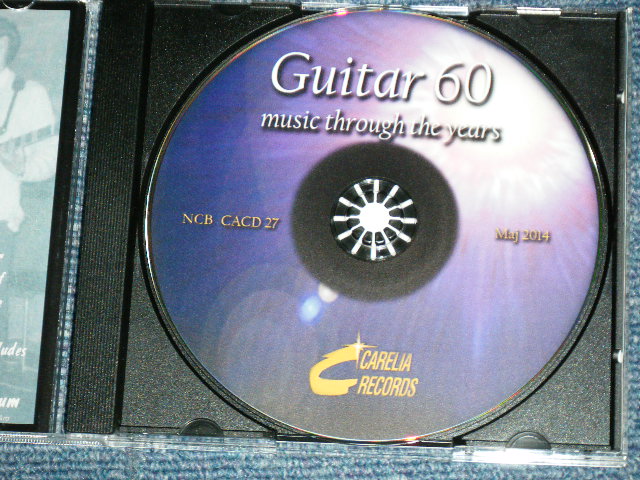 Guitar 60
music through the years
NCB CACD 27
Maj 2014
CARELIA
RECORDS